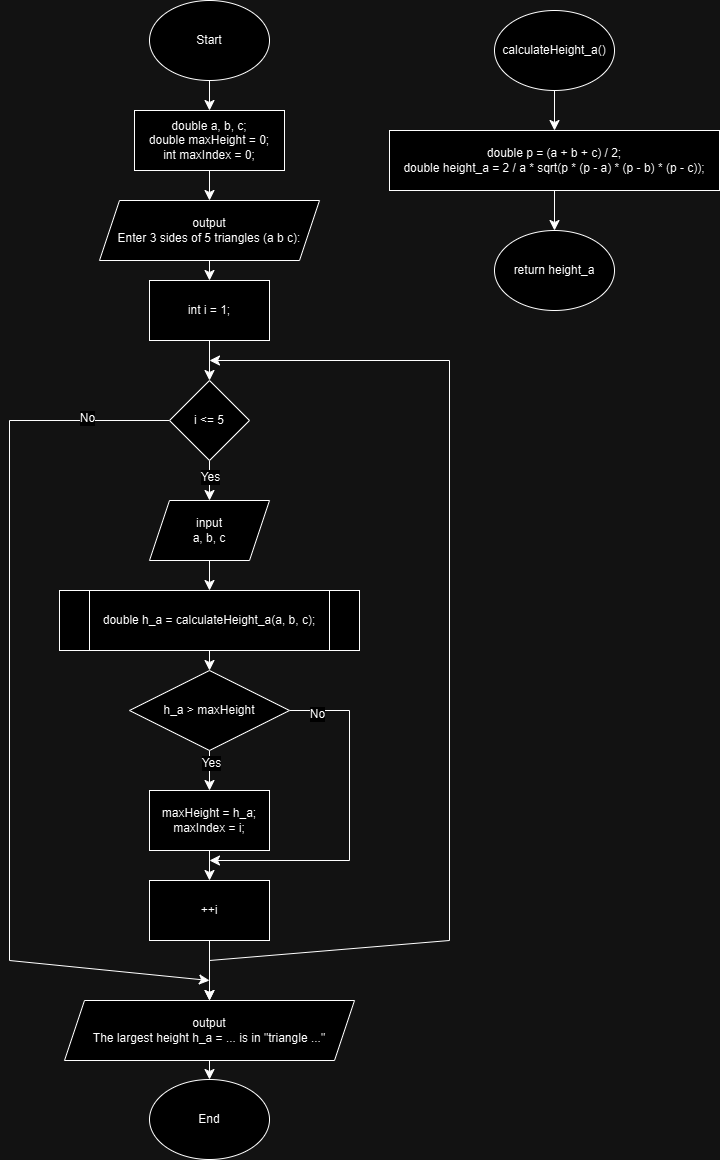 Start
double a, b, c;
double maxHeight = 0;
int maxIndex = 0;
output
Enter 3 sides of 5 triangles (a b c):
int i = 1;
i <= 5
No
Yes
input
a, b, c
double h_a = calculateHeight_a(a, b, c);
h_a > maxHeight
No
Yes
maxHeight = h_a;
maxIndex = i;
++i
output
The largest height h_a = ... is in "triangle ..."
End
calculateHeight_a()
double p = (a + b + c) / 2;
double height_a = 2 / a * sqrt(p * (p - a) * (p - b) * (p - c));
return height_a